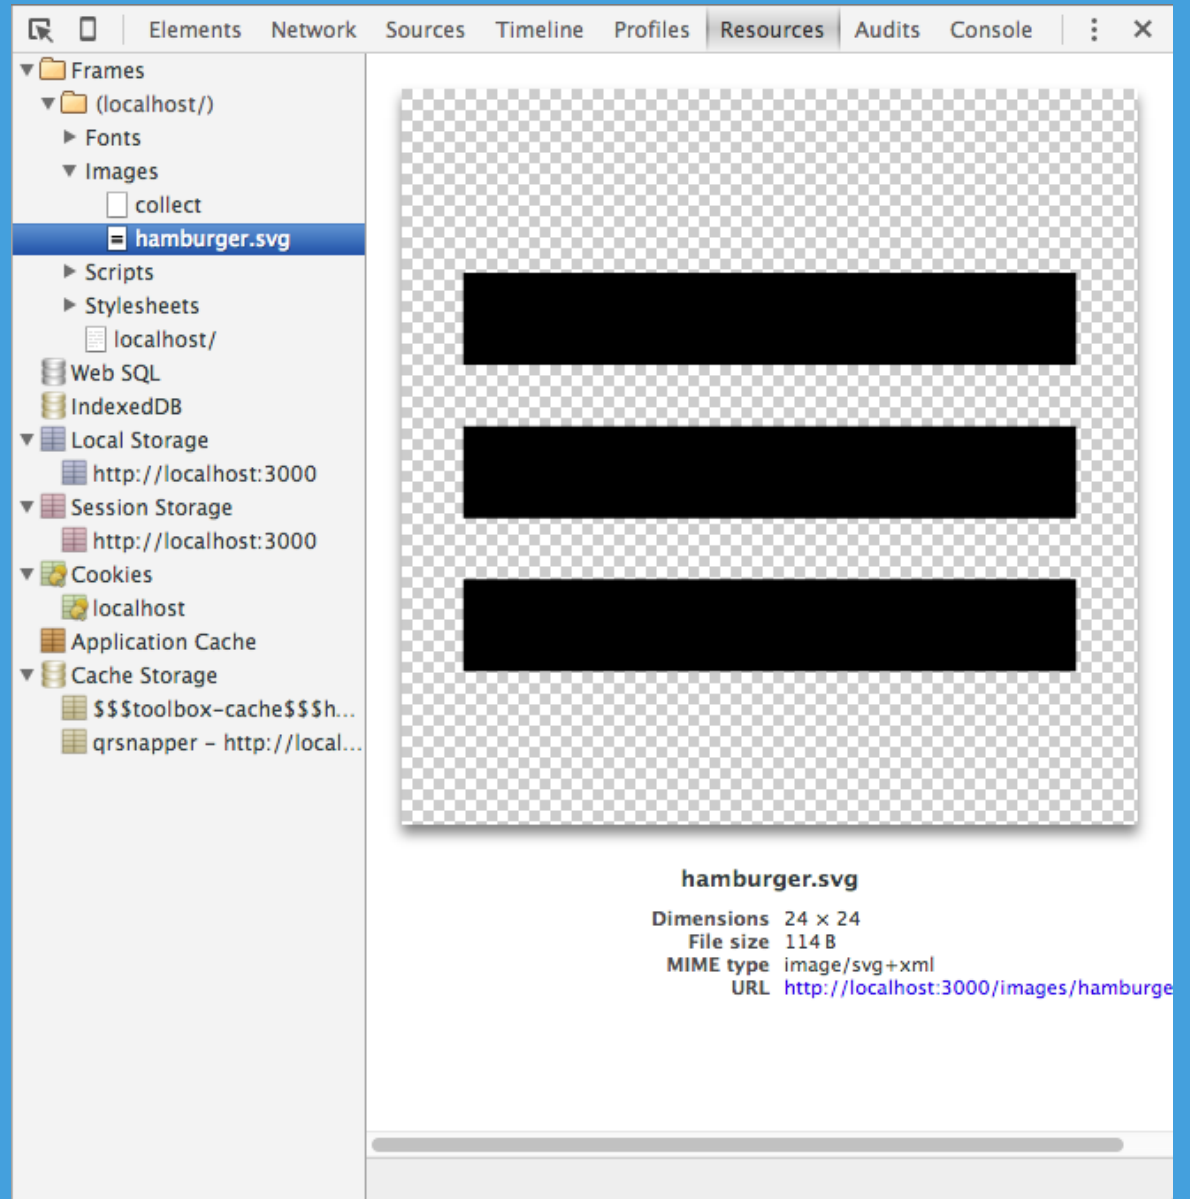 Elements Network Sources Timeline Profiles Resources Audits Console
Frames
(localhost/)
Fonts
Images
collect
hamburger.svg
Scripts
Stylesheets
localhost/
Web SQL
IndexedDB
Local Storage
http://localhost:3000
Session Storage
http://localhost:3000
Cookies
localhost
Application Cache
Cache Storage
$$$toolbox-cache$$$h...
qrsnapper – http://local...
hamburger.svg
Dimensions 24 × 24
File size 114 B
MIME type image/svg+xml
URL http://localhost:3000/images/hamburge